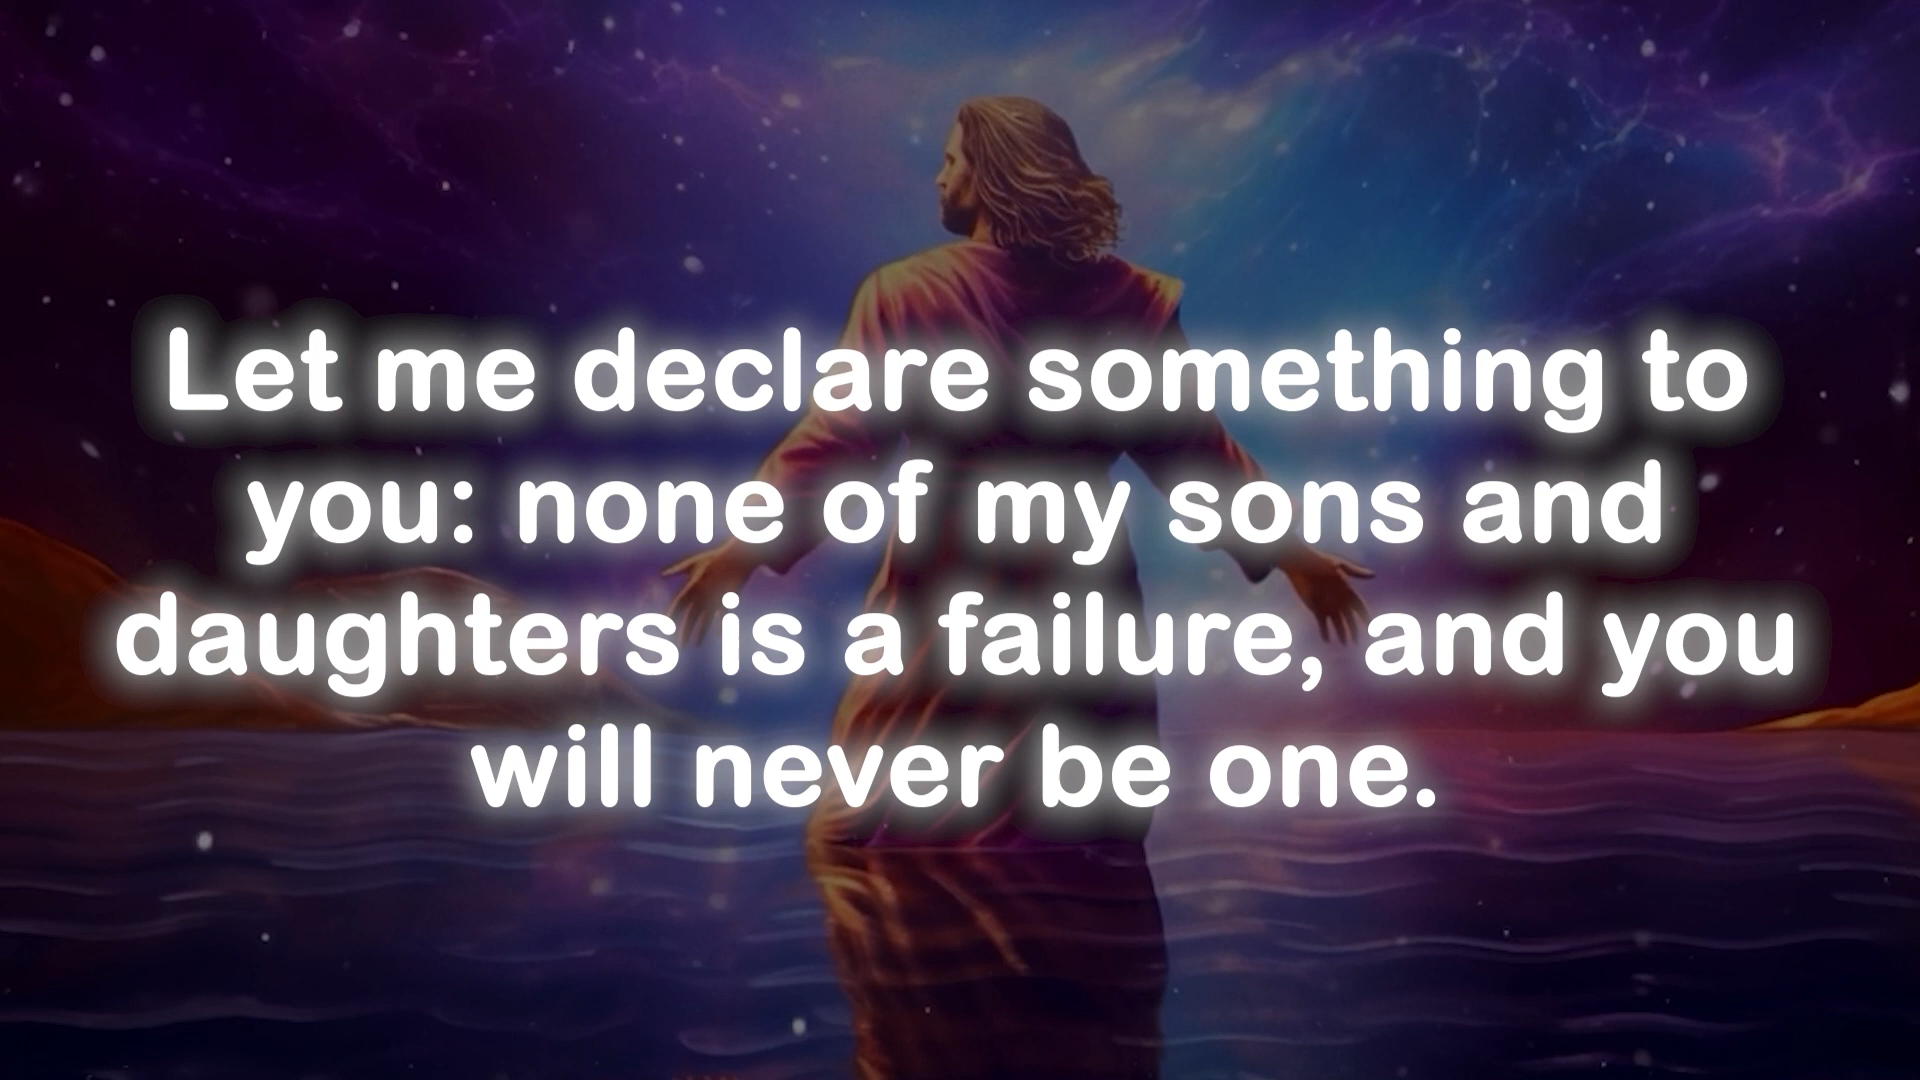 Let me declare something to
you: none of my sons and
daughters is a failure, and you
will never be one.